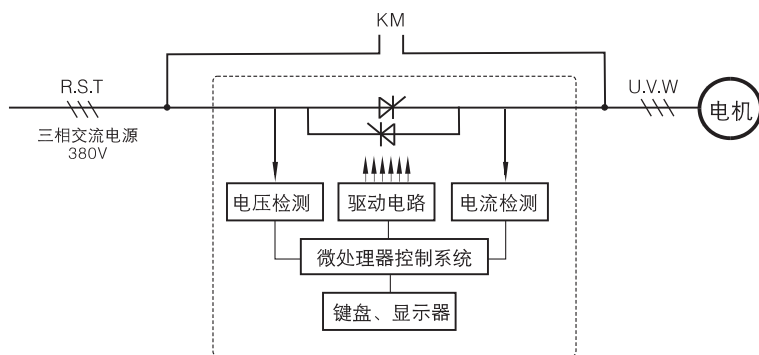 KM
R.S.T
U.V.W
三相交流电源
380V
电机
电压检测
驱动电路
电流检测
微处理器控制系统
键盘、显示器